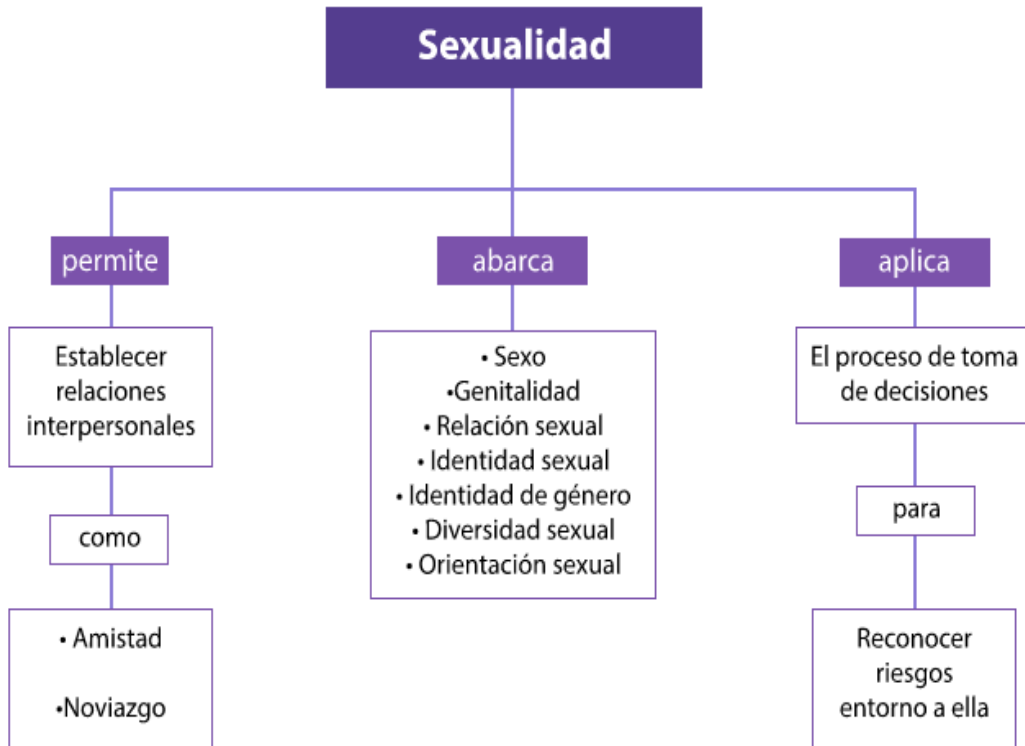 Sexualidad
permite
Establecer
relaciones
interpersonales
como
• Amistad
•Noviazgo
abarca
• Sexo
•Genitalidad
• Relación sexual
• Identidad sexual
• Identidad de género
• Diversidad sexual
• Orientación sexual
aplica
El proceso de toma
de decisiones
para
Reconocer
riesgos
entorno a ella